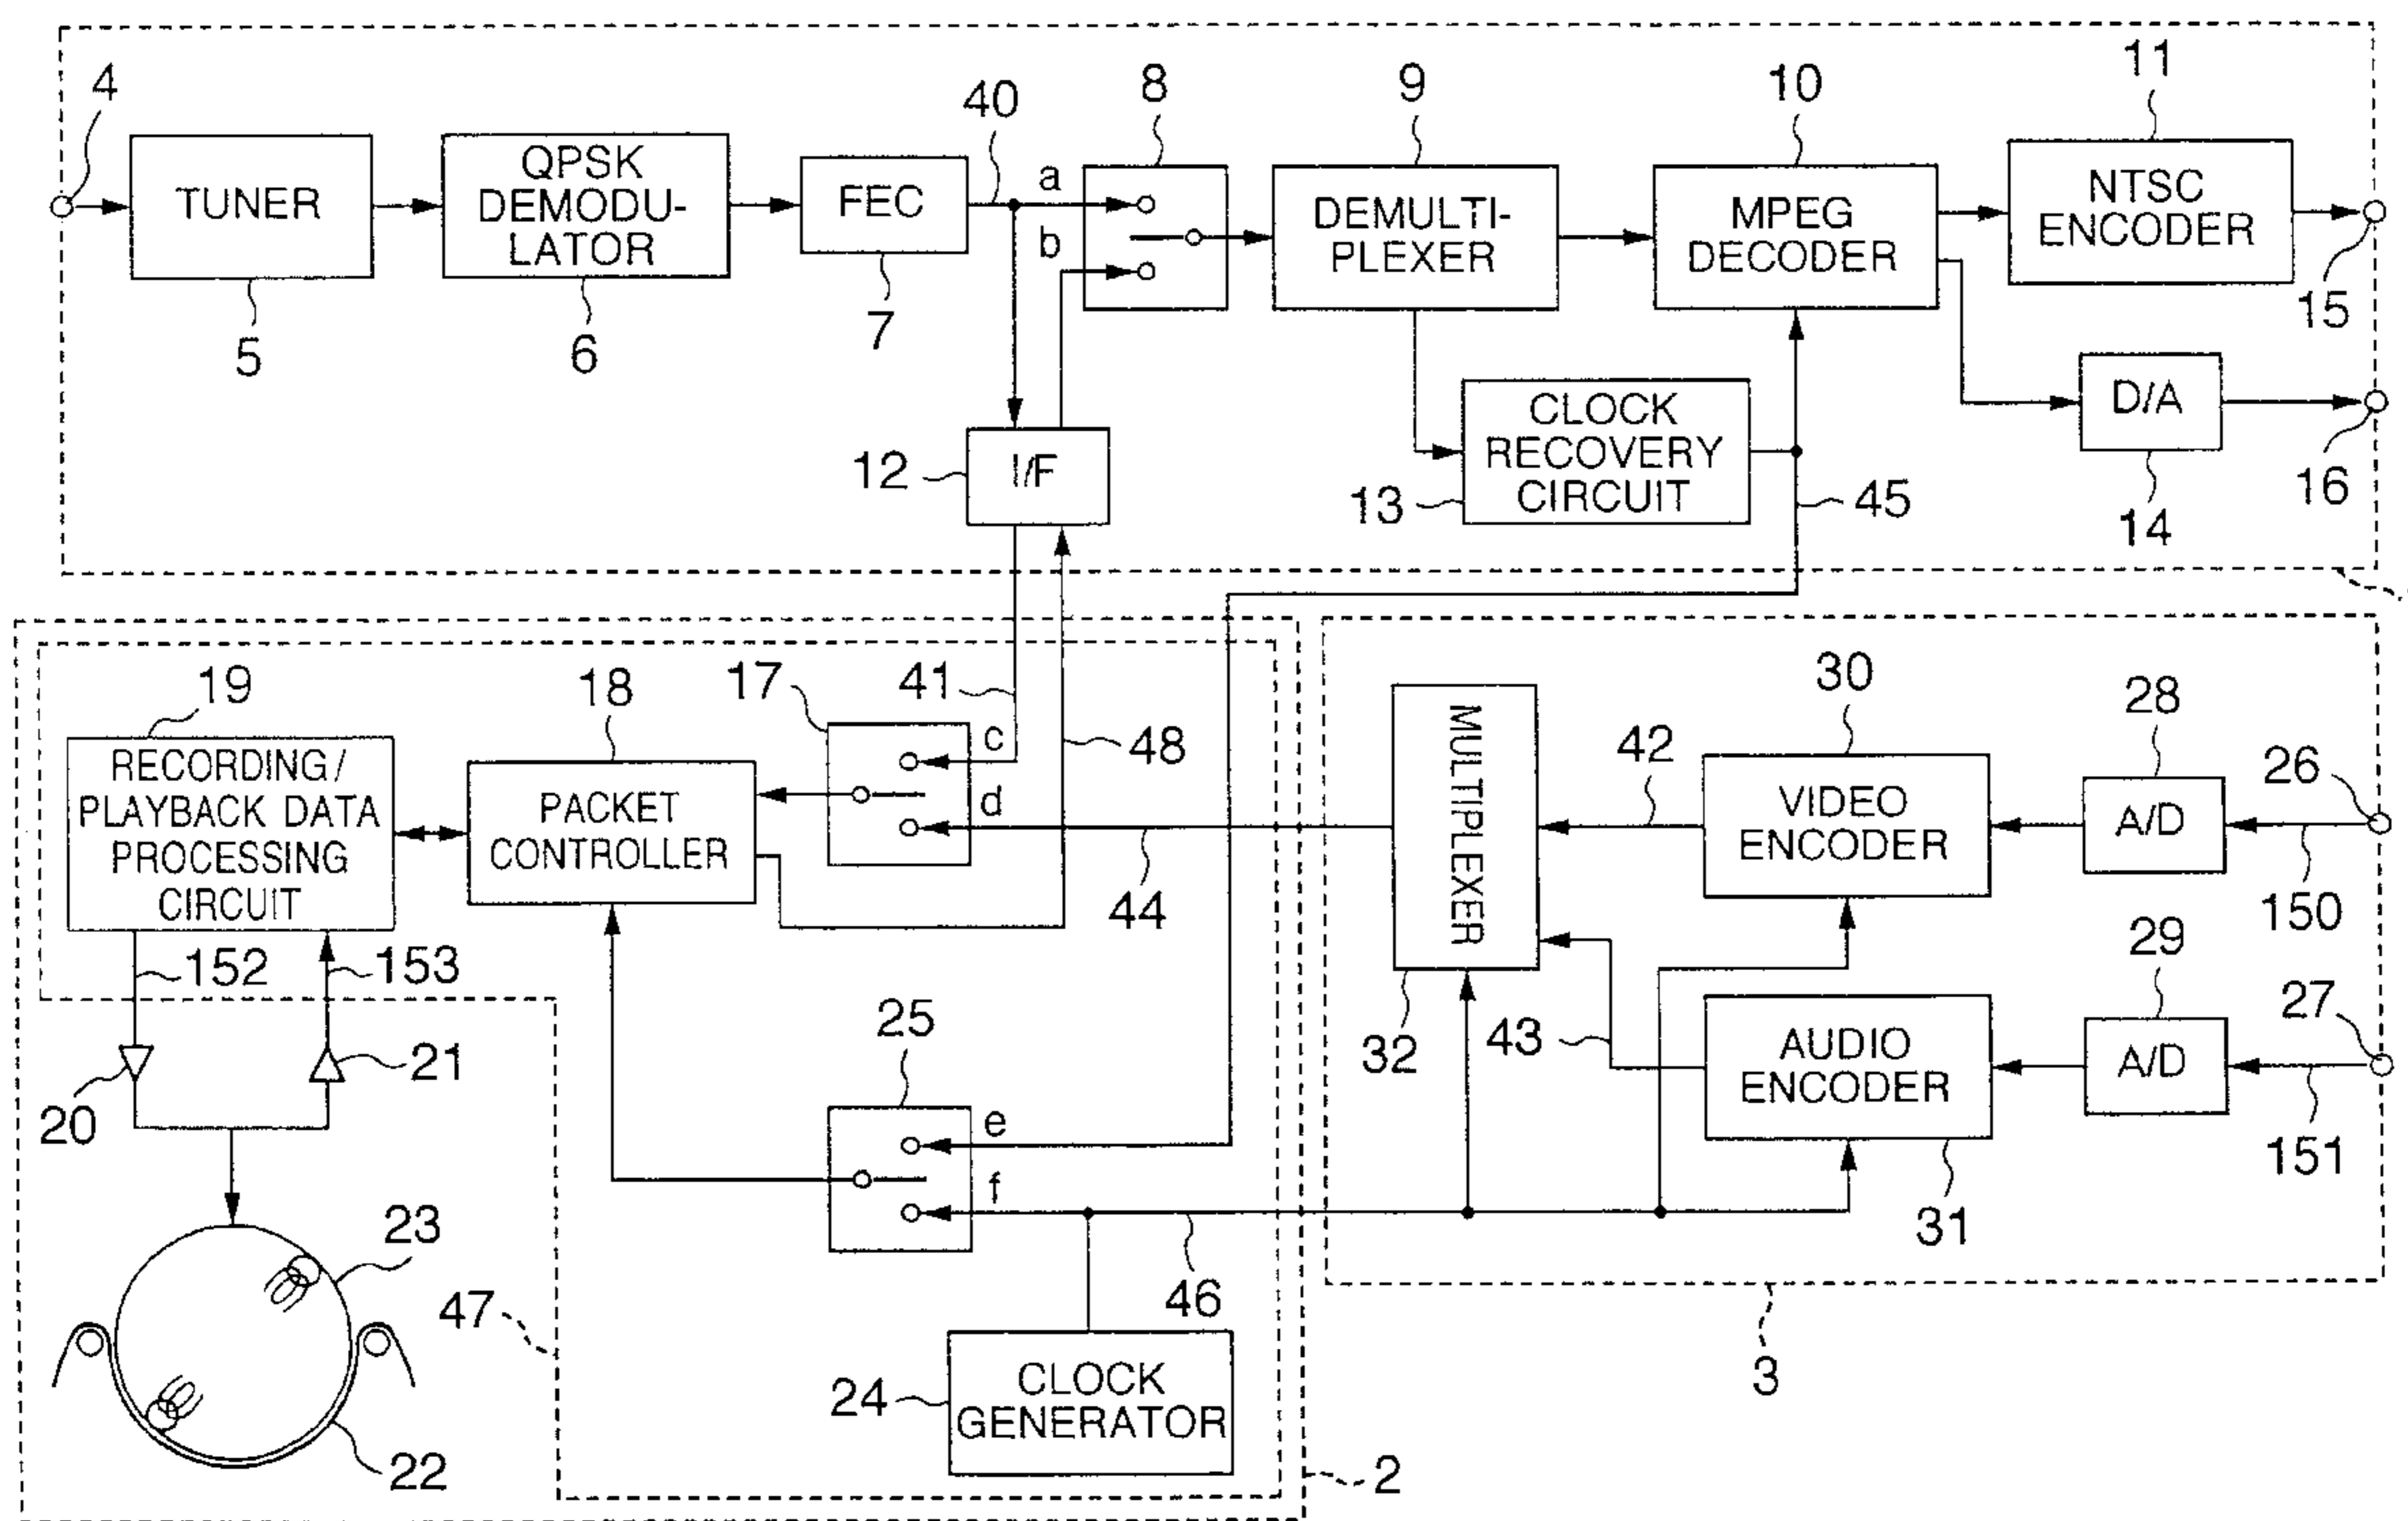 4
40
8
9
10
11
TUNER
QPSK
DEMODU-
LATOR
FEC
a
b
DEMULTI-
PLEXER
MPEG
DECODER
NTSC
ENCODER
5
6
7
15
12
I/F
CLOCK
RECOVERY
CIRCUIT
13
45
D/A
14
16
19
18
17
41
c
d
48
RECORDING/
PLAYBACK DATA
PROCESSING
CIRCUIT
PACKET
CONTROLLER
44
MULTIPLEXER
32
42
30
VIDEO
ENCODER
28
A/D
26
150
152
153
20
21
25
e
f
43
AUDIO
ENCODER
31
29
A/D
27
151
23
22
47
46
CLOCK
GENERATOR
24
3
2